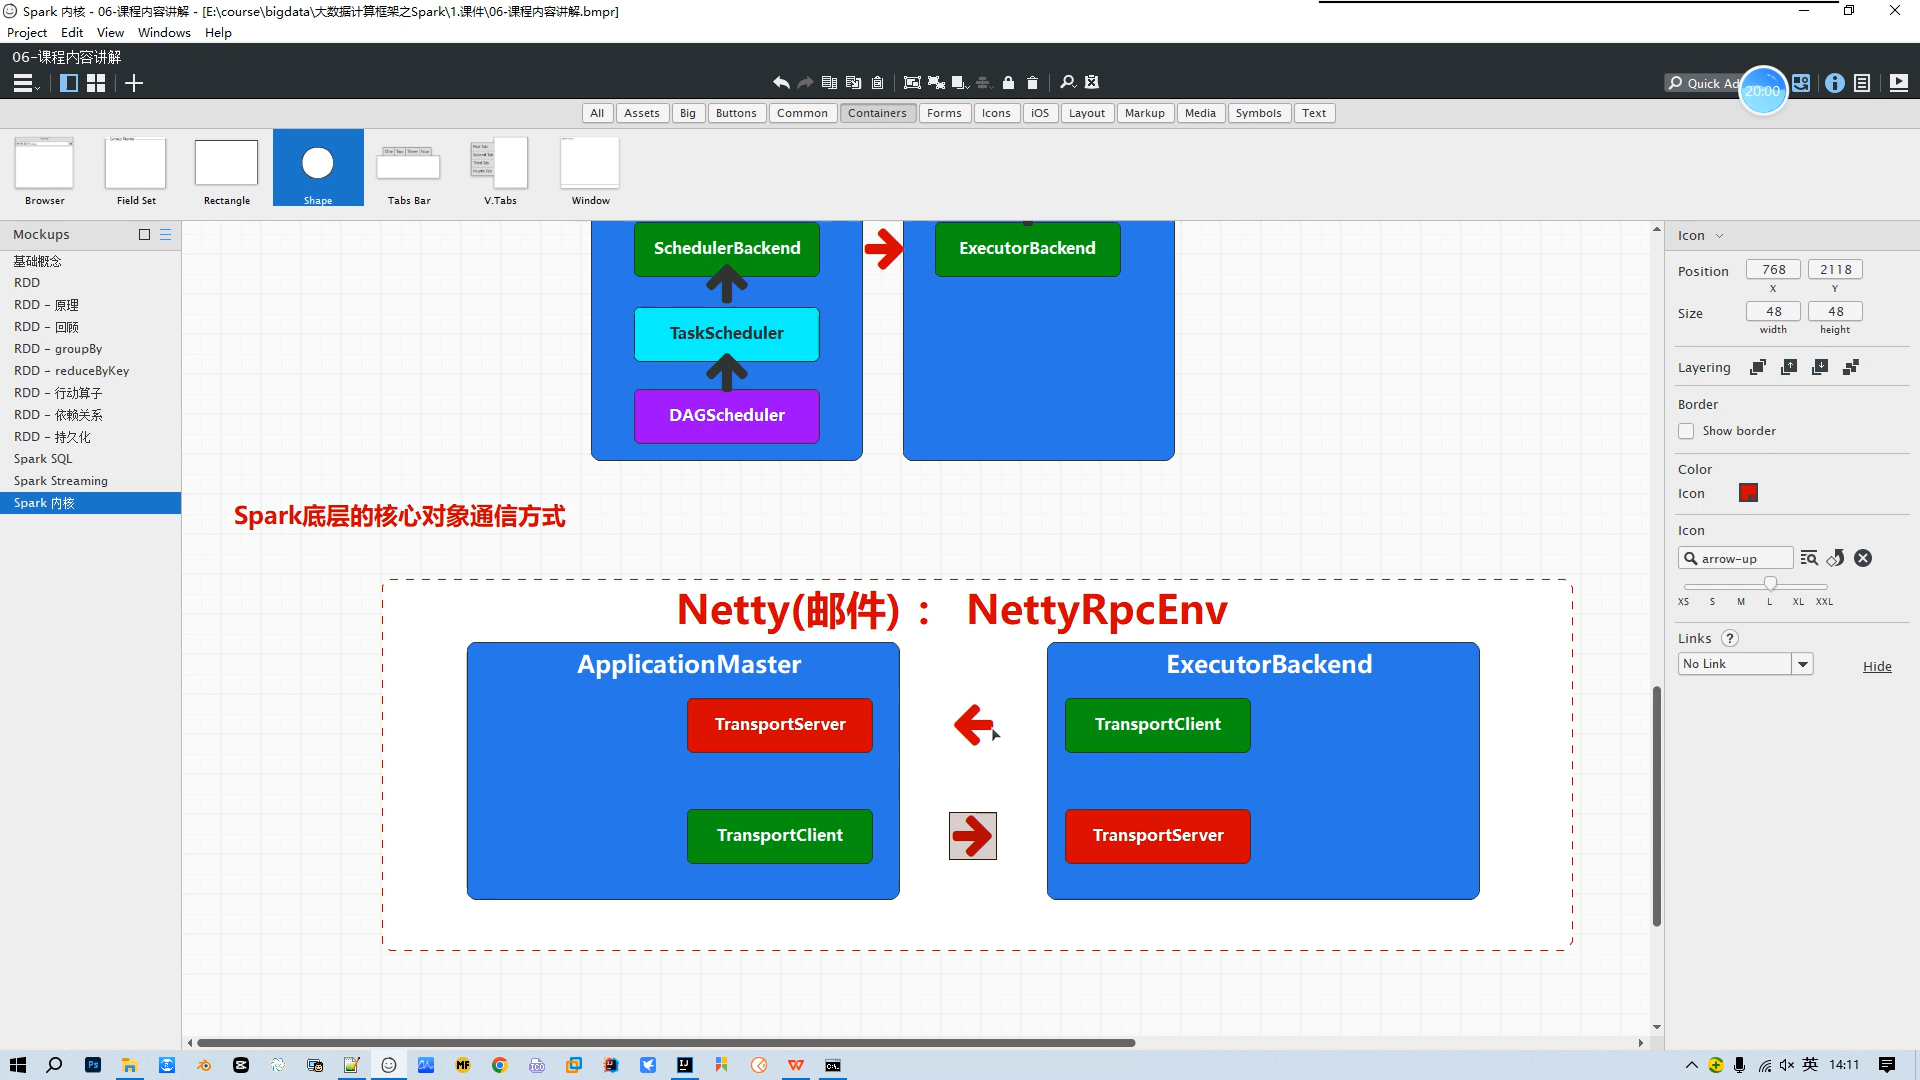 Spark 内核 - 06-课程内容讲解 - [E:\course\bigdata\大数据计算框架之Spark\1.课件\06-课程内容讲解.bmpr]
Project Edit View Windows Help
06-课程内容讲解
Quick Ad
20:00
All Assets Big Buttons Common Containers Forms Icons iOS Layout Markup Media Symbols Text
Browser Field Set Rectangle Shape Tabs Bar V.Tabs Window
Mockups
基础概念
RDD
RDD - 原理
RDD - 回顾
RDD - groupBy
RDD - reduceByKey
RDD - 行动算子
RDD - 依赖关系
RDD - 持久化
Spark SQL
Spark Streaming
Spark 内核
SchedulerBackend
ExecutorBackend
TaskScheduler
DAGScheduler
Spark底层的核心对象通信方式
Netty(邮件)： NettyRpcEnv
ApplicationMaster
ExecutorBackend
TransportServer
TransportClient
TransportClient
TransportServer
Icon
Position 768 2118
X Y
Size 48 48
width height
Layering
Border
Show border
Color
Icon
Icon
arrow-up
XS S M L XL XXL
Links ?
No Link
Hide
英 14:11